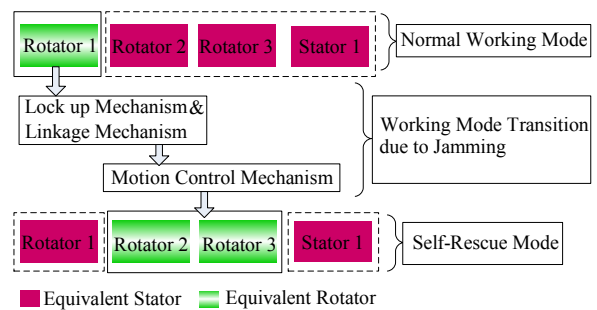 Rotator 1 Rotator 2 Rotator 3 Stator 1 Normal Working Mode
Lock up Mechanism&
Linkage Mechanism
Working Mode Transition
due to Jamming
Motion Control Mechanism
Rotator 1 Rotator 2 Rotator 3 Stator 1 Self-Rescue Mode
Equivalent Stator Equivalent Rotator